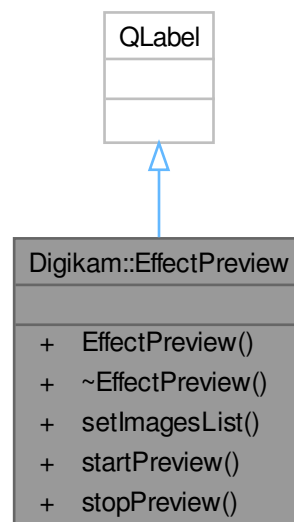 QLabel
Digikam::EffectPreview
+ EffectPreview()
+ ~EffectPreview()
+ setImagesList()
+ startPreview()
+ stopPreview()